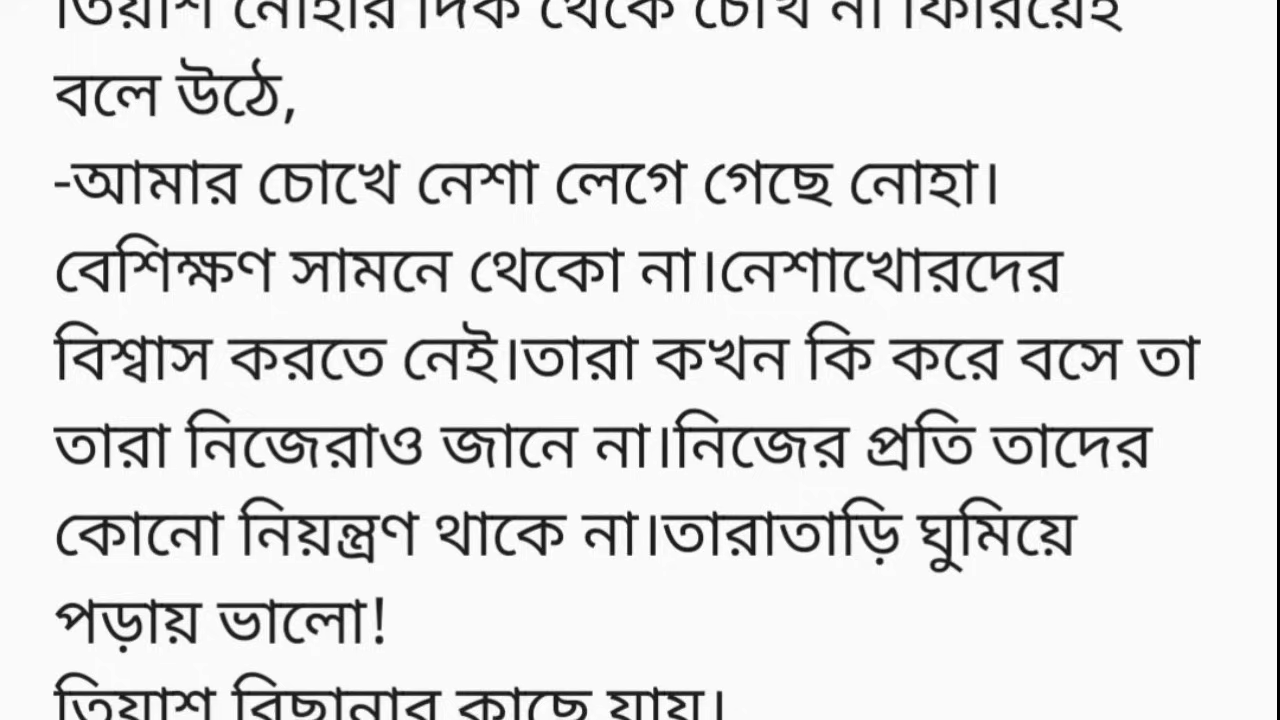 তিয়াশ নোহার দিক থেকে চোখ না ফিরিয়েই
বলে উঠে,
-আমার চোখে নেশা লেগে গেছে নোহা।
বেশিক্ষণ সামনে থেকো না।নেশাখোরদের
বিশ্বাস করতে নেই।তারা কখন কি করে বসে তা
তারা নিজেরাও জানে না।নিজের প্রতি তাদের
কোনো নিয়ন্ত্রণ থাকে না।তারাতাড়ি ঘুমিয়ে
পড়ায় ভালো!
তিয়াশ বিছানার কাছে যায়।